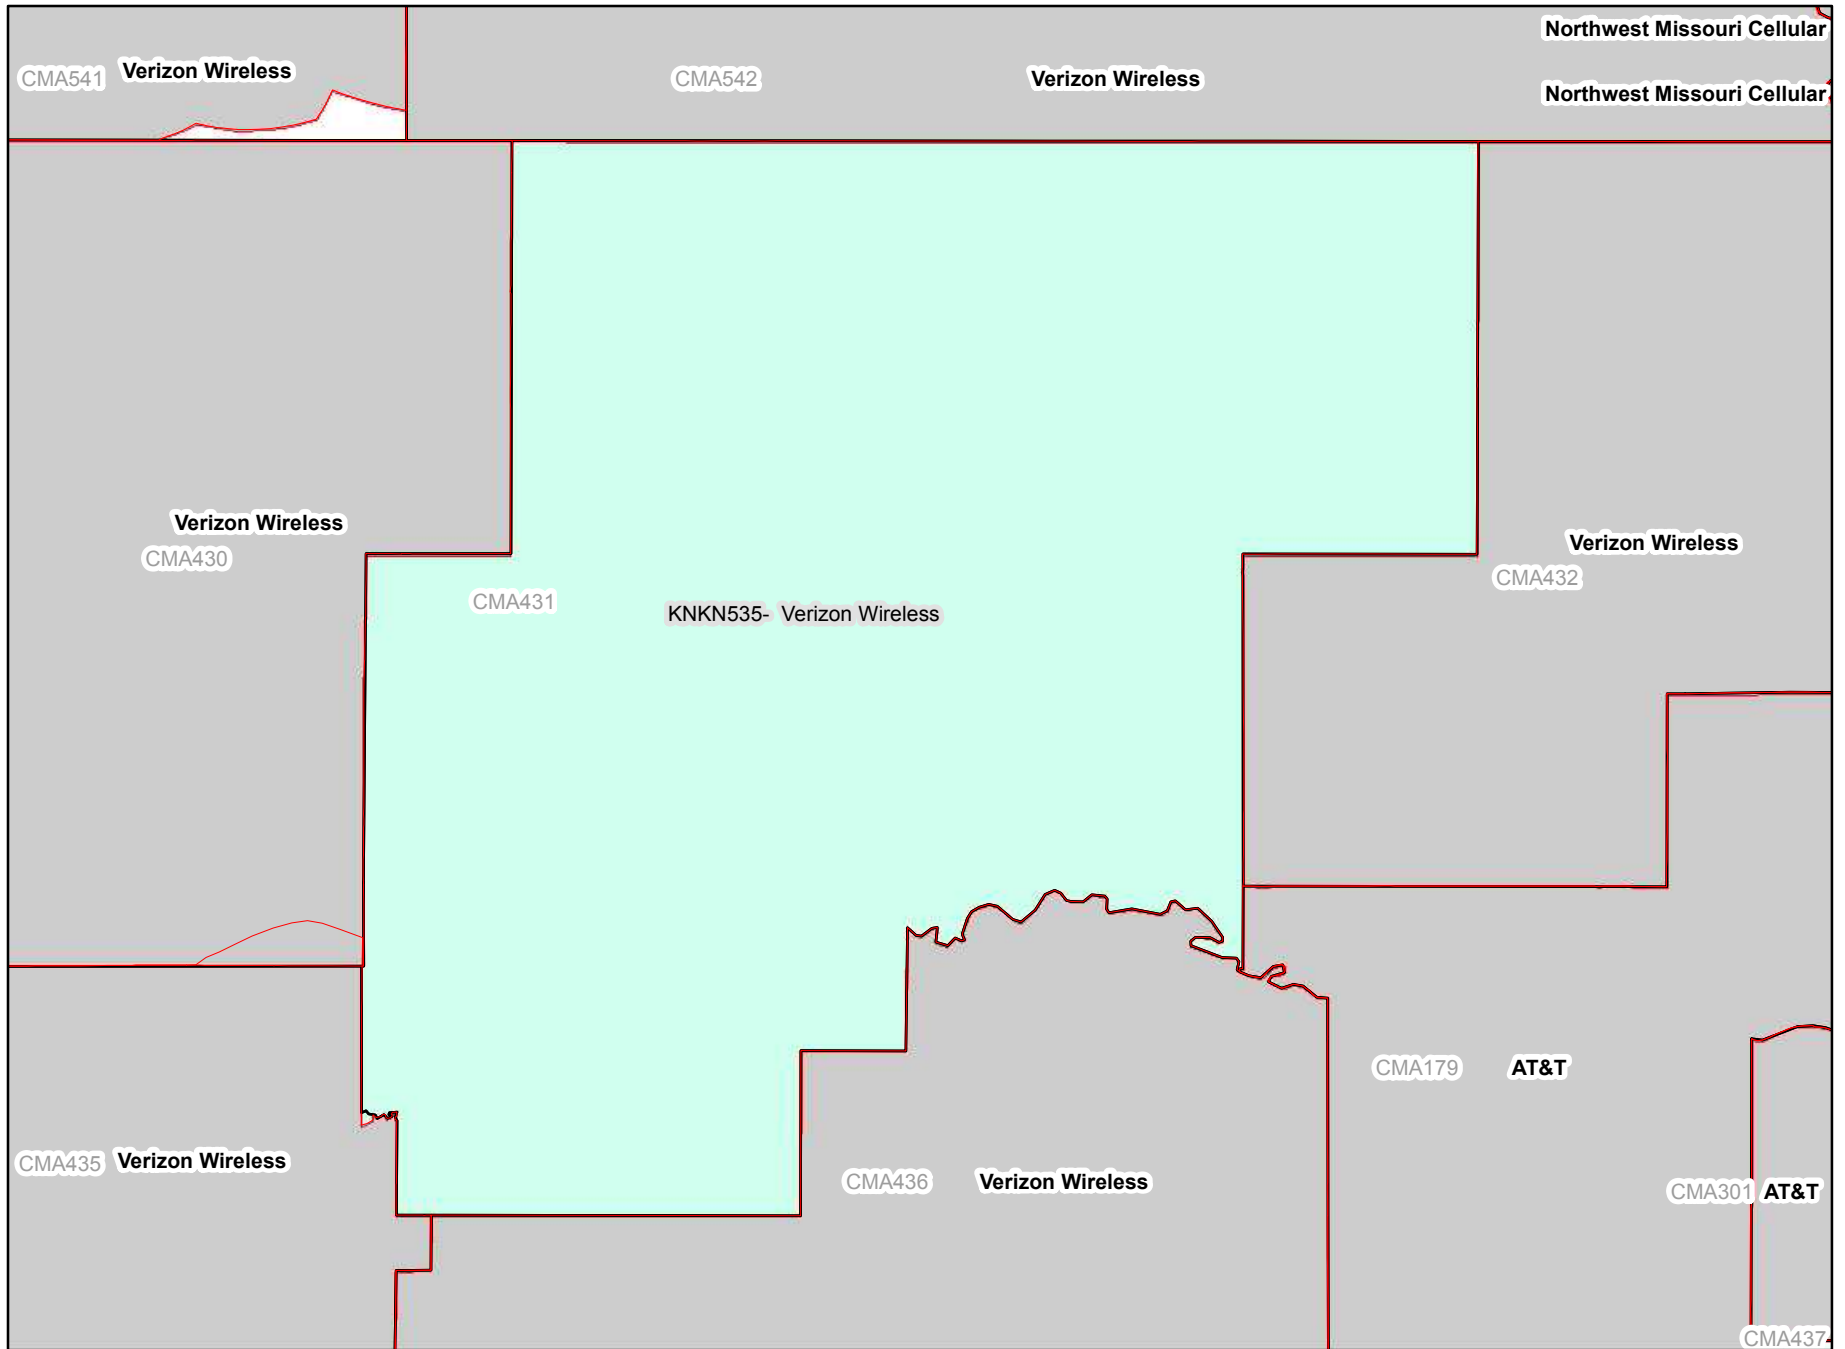 Northwest Missouri Cellular
CMA541 Verizon Wireless
CMA542 Verizon Wireless
Northwest Missouri Cellular
Verizon Wireless
CMA430
Verizon Wireless
CMA432
CMA431
KNKN535- Verizon Wireless
CMA179 AT&T
CMA435 Verizon Wireless
CMA436 Verizon Wireless
CMA301 AT&T
CMA437